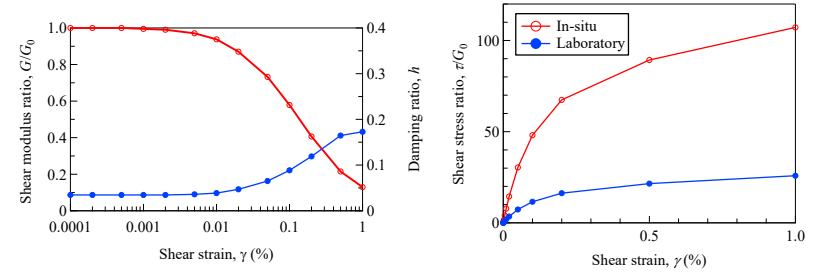 Shear modulus ratio, G/G₀
1.0
0.8
0.6
0.4
0.2
0
0.4
0.3
0.2
0.1
0
Damping ratio, h
0.0001 0.001 0.01 0.1 1
Shear strain, γ (%)
Shear stress ratio, τ/G₀
100
50
0
In-situ
Laboratory
0 0.5 1.0
Shear strain, γ (%)